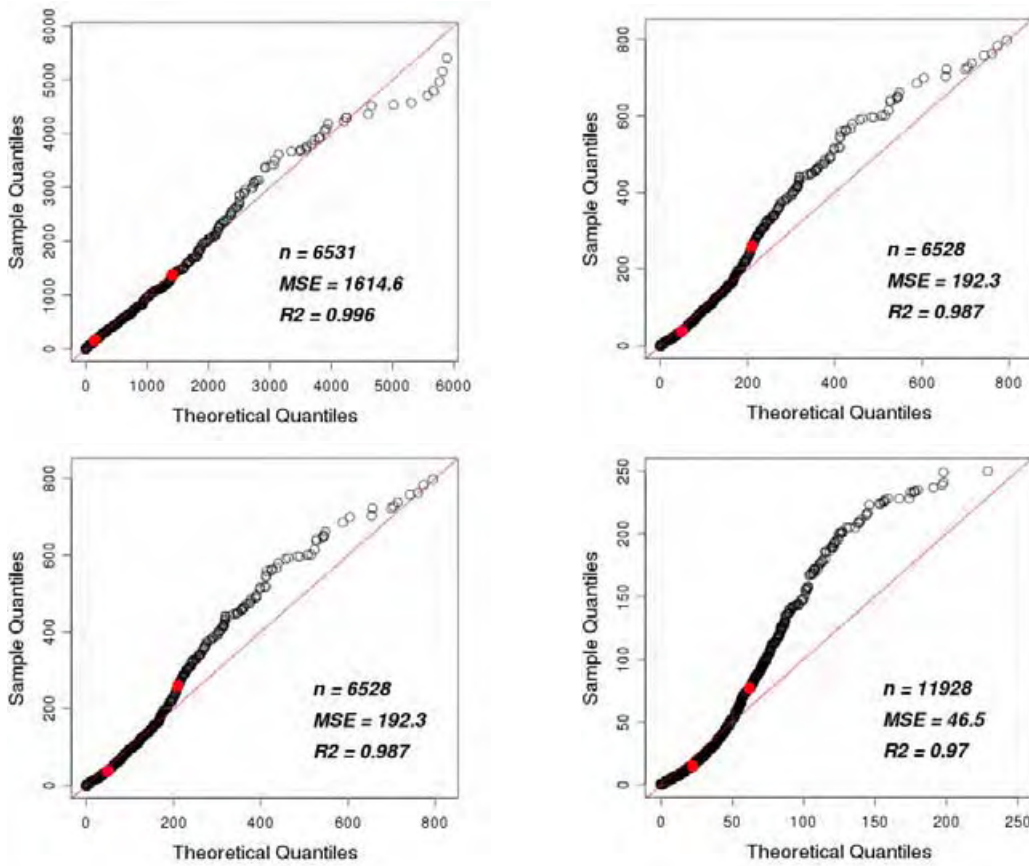 Sample Quantiles
0 1000 2000 3000 4000 5000 6000
n = 6531
MSE = 1614.6
R2 = 0.996
0 1000 2000 3000 4000 5000 6000
Theoretical Quantiles
Sample Quantiles
0 200 400 600 800
n = 6528
MSE = 192.3
R2 = 0.987
0 200 400 600 800
Theoretical Quantiles
Sample Quantiles
0 200 400 600 800
n = 6528
MSE = 192.3
R2 = 0.987
0 200 400 600 800
Theoretical Quantiles
Sample Quantiles
0 50 100 150 200 250
n = 11928
MSE = 46.5
R2 = 0.97
0 50 100 150 200 250
Theoretical Quantiles